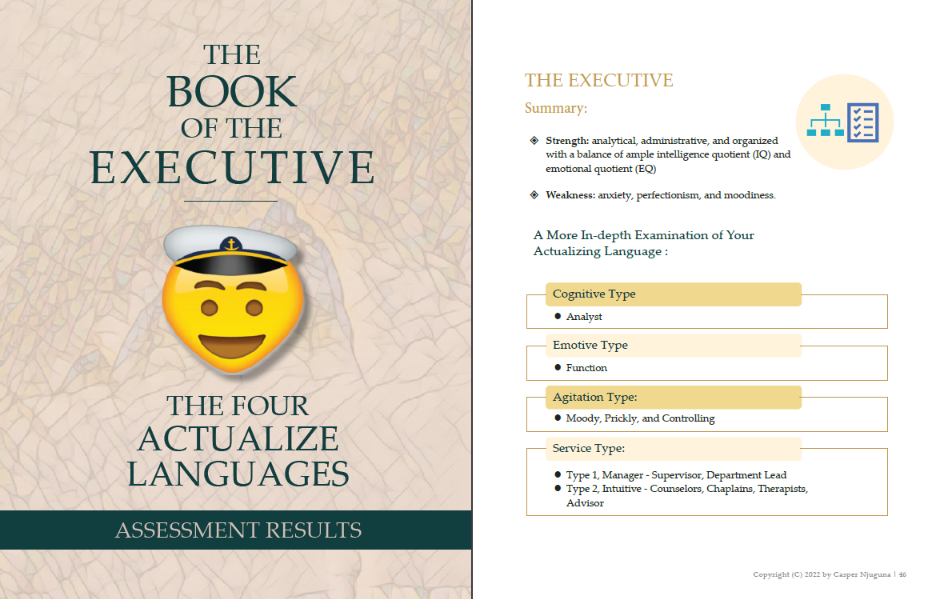 THE
BOOK
OF THE
EXECUTIVE
THE FOUR
ACTUALIZE
LANGUAGES
ASSESSMENT RESULTS
THE EXECUTIVE
Summary:
◈ Strength: analytical, administrative, and organized
with a balance of ample intelligence quotient (IQ) and
emotional quotient (EQ)
◈ Weakness: anxiety, perfectionism, and moodiness.
A More In-depth Examination of Your
Actualizing Language :
Cognitive Type
● Analyst
Emotive Type
● Function
Agitation Type:
● Moody, Prickly, and Controlling
Service Type:
● Type 1, Manager - Supervisor, Department Lead
● Type 2, Intuitive - Counselors, Chaplains, Therapists,
Advisor
Copyright (C) 2022 by Casper Njuguna | 46